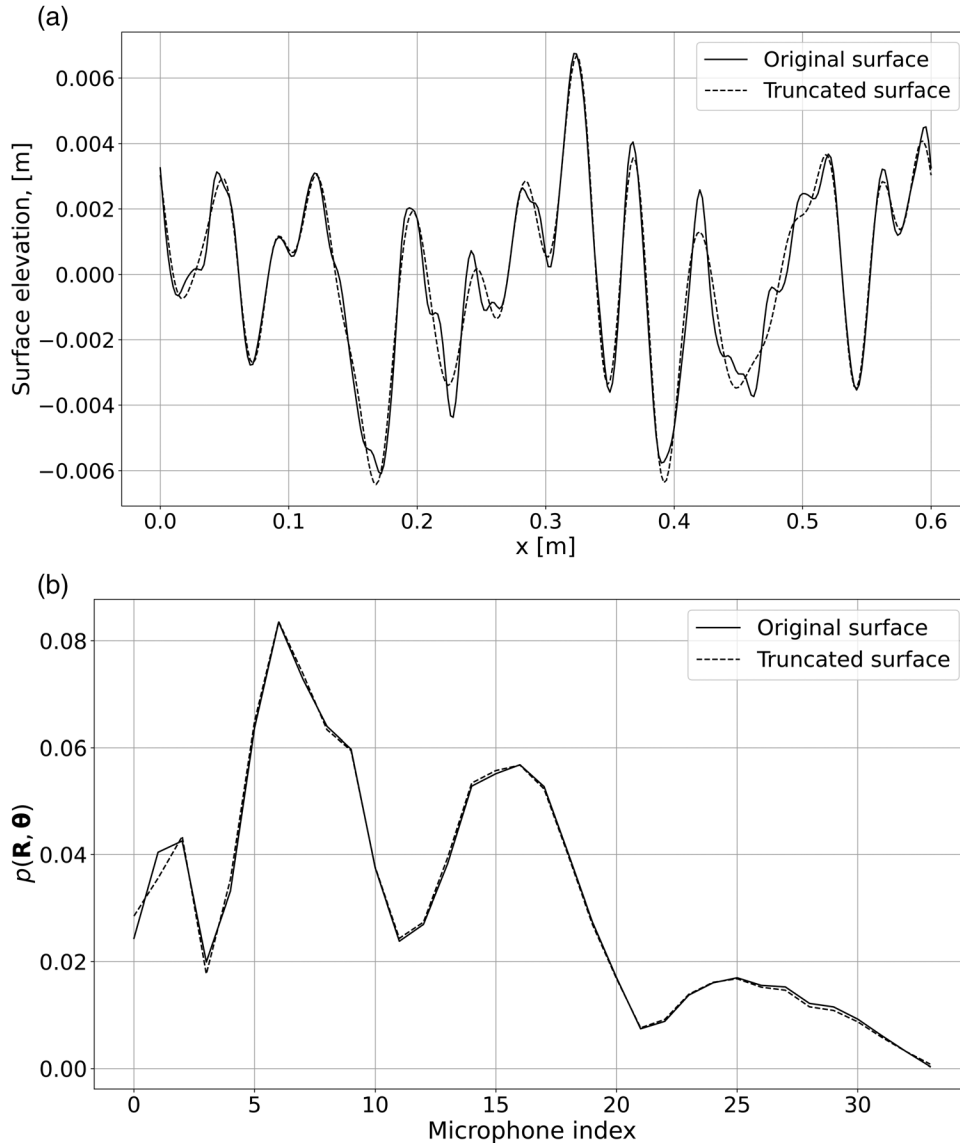 (a)
Original surface
Truncated surface
Surface elevation, [m]
0.006
0.004
0.002
0.000
−0.002
−0.004
−0.006
0.0 0.1 0.2 0.3 0.4 0.5 0.6
x [m]
(b)
Original surface
Truncated surface
p(R, θ)
0.08
0.06
0.04
0.02
0.00
0 5 10 15 20 25 30
Microphone index